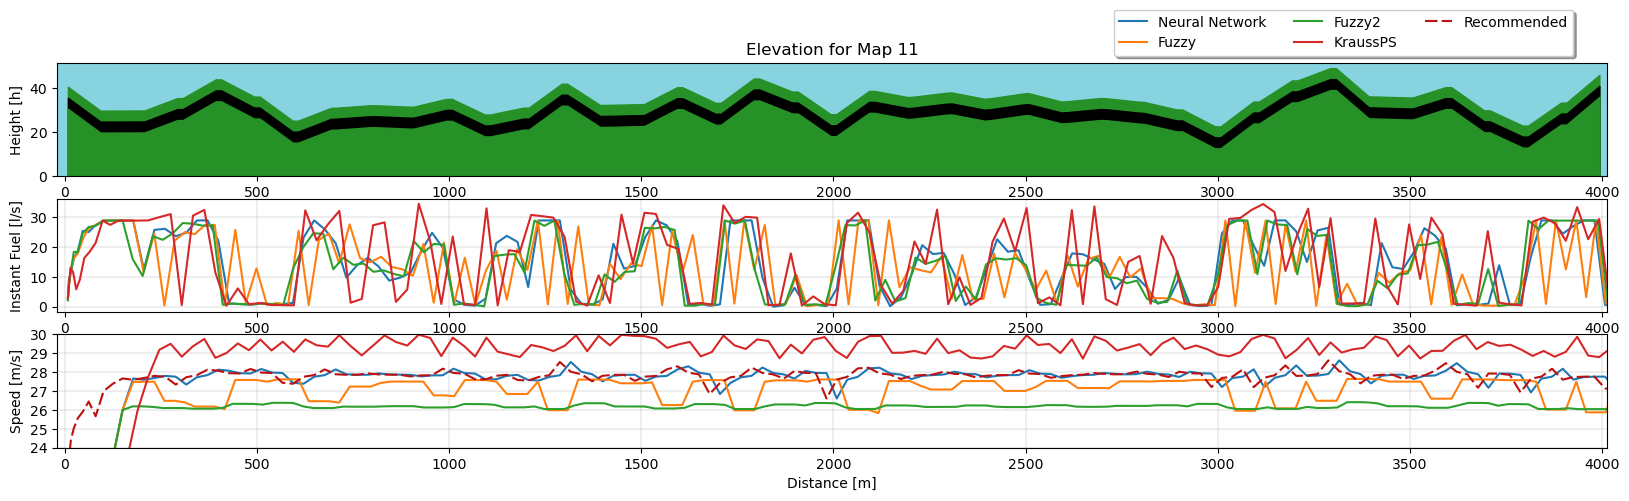 Neural Network
Fuzzy
Fuzzy2
KraussPS
Recommended
Elevation for Map 11
Height [h]
40
20
0
0 500 1000 1500 2000 2500 3000 3500 4000
Instant Fuel [l/s]
30
20
10
0
0 500 1000 1500 2000 2500 3000 3500 4000
Speed [m/s]
30
29
28
27
26
25
24
0 500 1000 1500 2000 2500 3000 3500 4000
Distance [m]